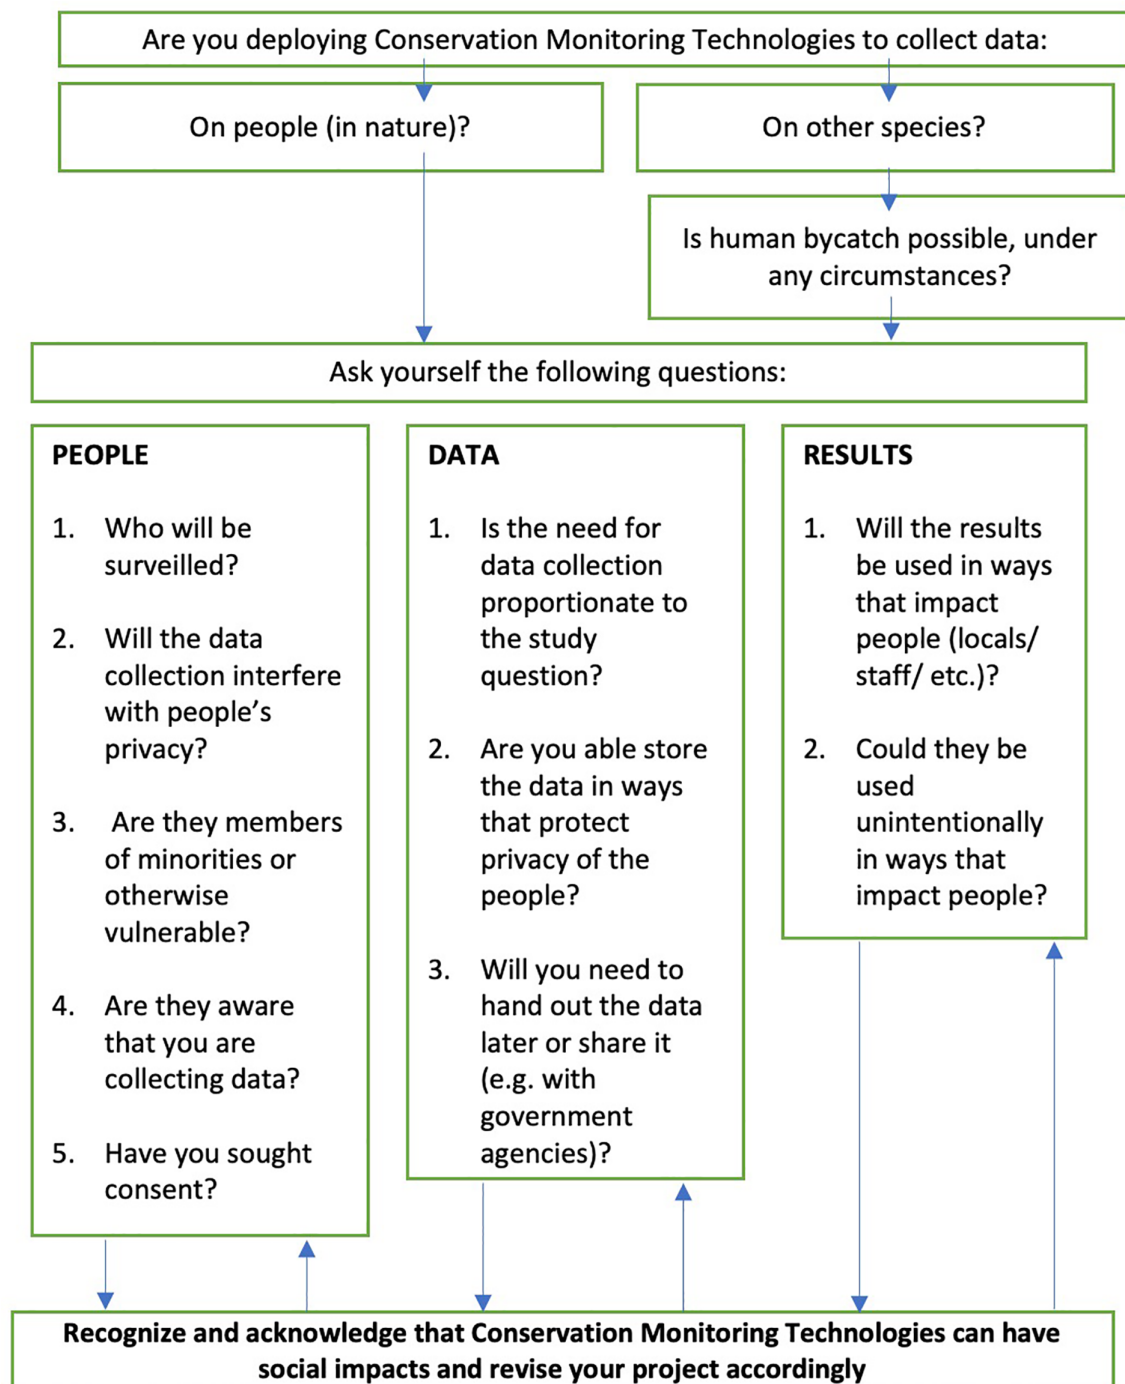 Are you deploying Conservation Monitoring Technologies to collect data:
On people (in nature)?
On other species?
Is human bycatch possible, under
any circumstances?
Ask yourself the following questions:
PEOPLE
1. Who will be
surveilled?
2. Will the data
collection interfere
with people’s
privacy?
3. Are they members
of minorities or
otherwise
vulnerable?
4. Are they aware
that you are
collecting data?
5. Have you sought
consent?
DATA
1. Is the need for
data collection
proportionate to
the study
question?
2. Are you able store
the data in ways
that protect
privacy of the
people?
3. Will you need to
hand out the data
later or share it
(e.g. with
government
agencies)?
RESULTS
1. Will the results
be used in ways
that impact
people (locals/
staff/ etc.)?
2. Could they be
used
unintentionally
in ways that
impact people?
Recognize and acknowledge that Conservation Monitoring Technologies can have
social impacts and revise your project accordingly